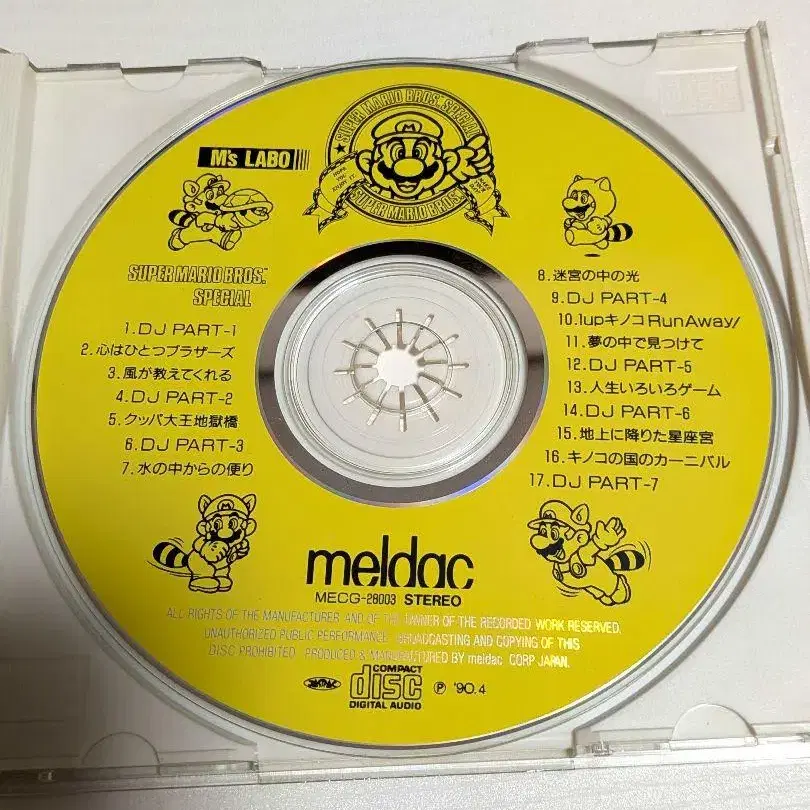 SUPER MARIO BROS. SPECIAL
M's LABO
SUPER MARIO BROS.
SUPER MARIO BROS.™
SPECIAL
1.DJ PART-1
2.心はひとつブラザーズ
3.風が教えてくれる
4.DJ PART-2
5.クッパ大王地獄橋
6.DJ PART-3
7.水の中からの便り
8.迷宮の中の光
9.DJ PART-4
10.1upキノコRunAway!
11.夢の中で見つけて
12.DJ PART-5
13.人生いろいろゲーム
14.DJ PART-6
15.地上に降りた星座宮
16.キノコの国のカーニバル
17.DJ PART-7
meldac
MECG-28003 STEREO
ALL RIGHTS OF THE MANUFACTURER AND OF THE OWNER OF THE RECORDED WORK RESERVED.
UNAUTHORIZED PUBLIC PERFORMANCE BROADCASTING AND COPYING OF THIS
DISC PROHIBITED. PRODUCED & MANUFACTURED BY meldac CORP JAPAN.
COMPACT
disc
DIGITAL AUDIO
Ⓟ '90.4